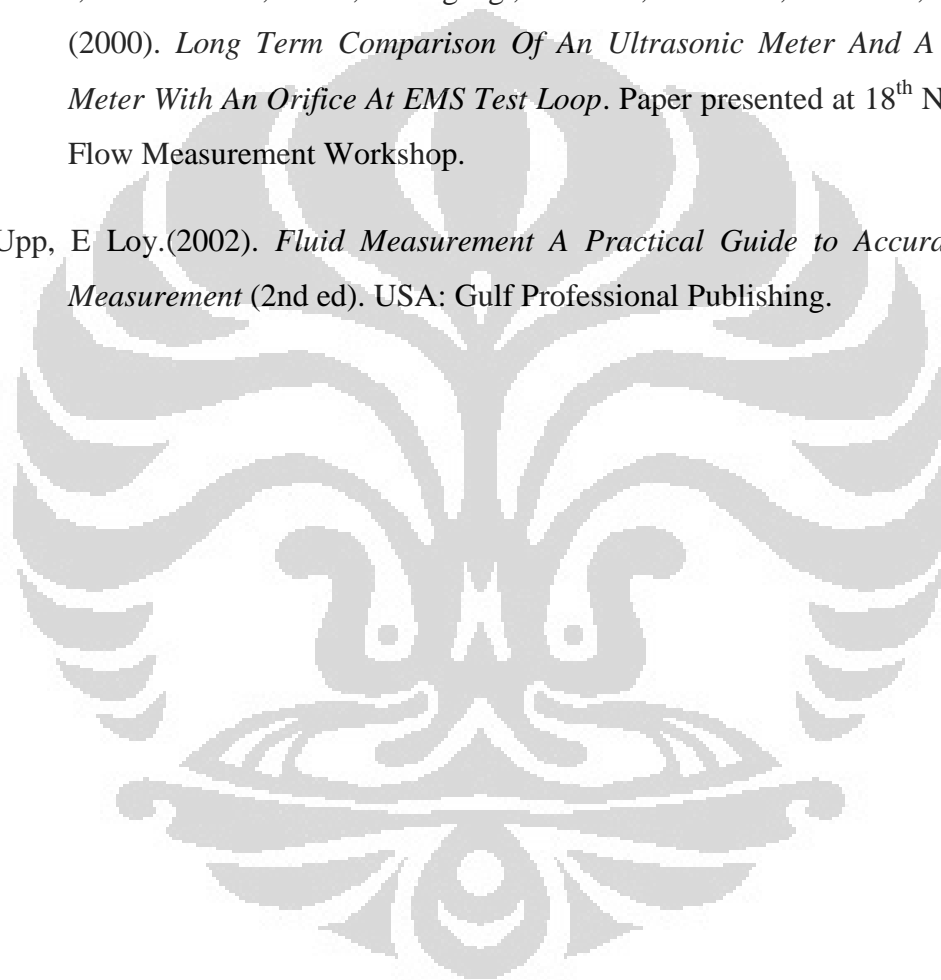 (2000). Long Term Comparison Of An Ultrasonic Meter And A
Meter With An Orifice At EMS Test Loop. Paper presented at 18th
Flow Measurement Workshop.
Upp, E Loy.(2002). Fluid Measurement A Practical Guide to
Measurement (2nd ed). USA: Gulf Professional Publishing.